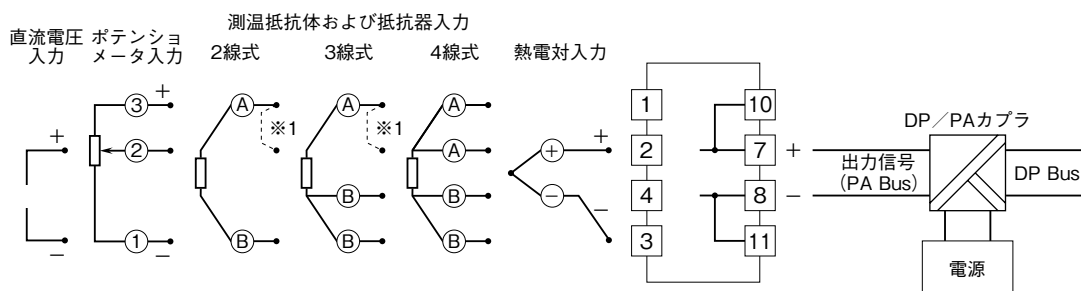 測温抵抗体および抵抗器入力
直流電圧
入力
ポテンショ
メータ入力
2線式
3線式
4線式
熱電対入力
+
−
3
+
2
1
−
A
※1
B
A
※1
B
B
A
A
B
B
+
−
+
−
1
2
4
3
10
7
8
11
+
−
出力信号
(PA Bus)
DP／PAカプラ
DP Bus
電源